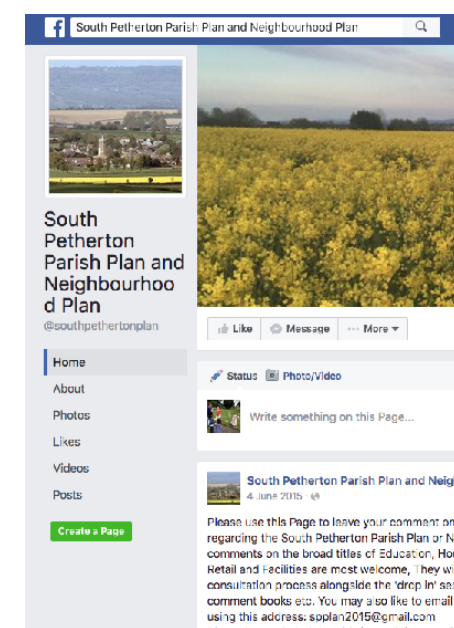 f South Petherton Parish Plan and Neighbourhood Plan
South
Petherton
Parish Plan and
Neighbourhoo
d Plan
@southpethertonplan
Like Message ··· More
Home
About
Photos
Likes
Videos
Posts
Create a Page
Status Photo/Video
Write something on this Page...
South Petherton Parish Plan and Neig
4 June 2015 ·
Please use this Page to leave your comment on
regarding the South Petherton Parish Plan or N
comments on the broad titles of Education, Hou
Retail and Facilities are most welcome, They wi
consultation process alongside the 'drop in' ses
comment books etc. You may also like to email
using this address: spplan2015@gmail.com